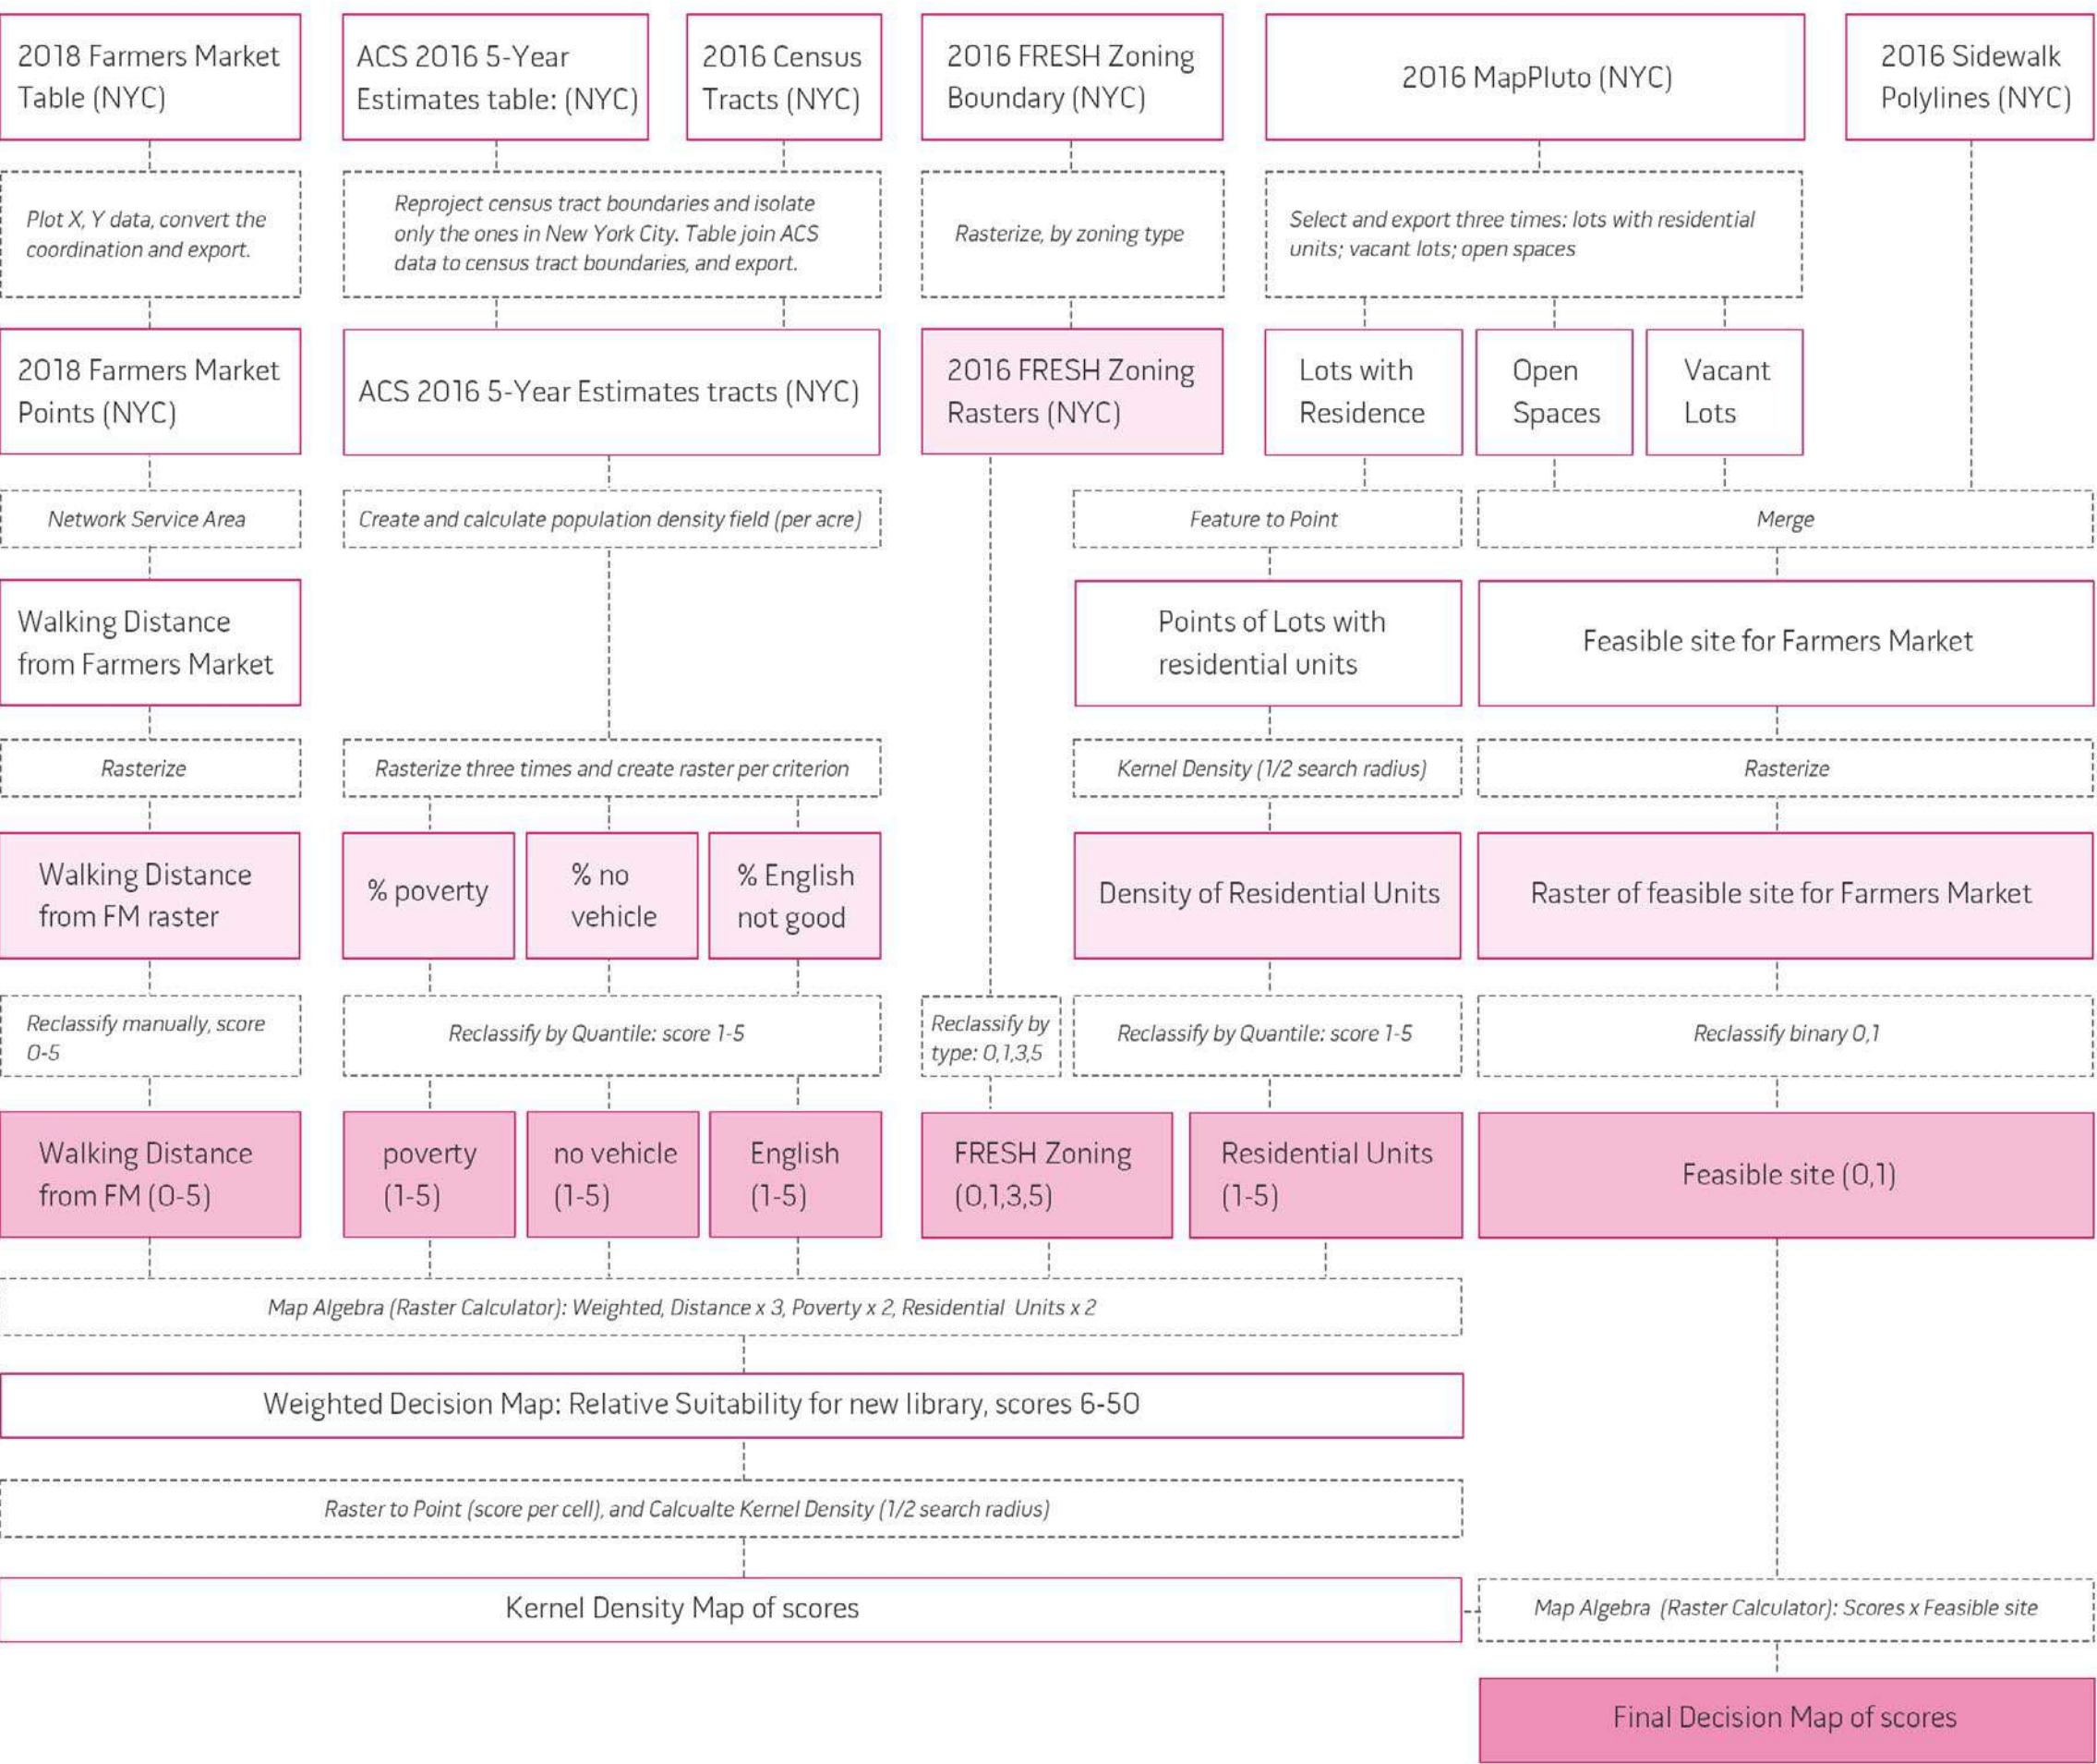 2018 Farmers Market
Table (NYC)
ACS 2016 5-Year
Estimates table: (NYC)
2016 Census
Tracts (NYC)
2016 FRESH Zoning
Boundary (NYC)
2016 MapPluto (NYC)
2016 Sidewalk
Polylines (NYC)
Plot X, Y data, convert the
coordination and export.
Reproject census tract boundaries and isolate
only the ones in New York City. Table join ACS
data to census tract boundaries, and export.
Rasterize, by zoning type
Select and export three times: lots with residential
units; vacant lots; open spaces
2018 Farmers Market
Points (NYC)
ACS 2016 5-Year Estimates tracts (NYC)
2016 FRESH Zoning
Rasters (NYC)
Lots with
Residence
Open
Spaces
Vacant
Lots
Network Service Area
Create and calculate population density field (per acre)
Feature to Point
Merge
Walking Distance
from Farmers Market
Points of Lots with
residential units
Feasible site for Farmers Market
Rasterize
Rasterize three times and create raster per criterion
Kernel Density (1/2 search radius)
Rasterize
Walking Distance
from FM raster
% poverty
% no
vehicle
% English
not good
Density of Residential Units
Raster of feasible site for Farmers Market
Reclassify manually, score
0-5
Reclassify by Quantile: score 1-5
Reclassify by
type: 0,1,3,5
Reclassify by Quantile: score 1-5
Reclassify binary 0,1
Walking Distance
from FM (0-5)
poverty
(1-5)
no vehicle
(1-5)
English
(1-5)
FRESH Zoning
(0,1,3,5)
Residential Units
(1-5)
Feasible site (0,1)
Map Algebra (Raster Calculator): Weighted, Distance x 3, Poverty x 2, Residential Units x 2
Weighted Decision Map: Relative Suitability for new library, scores 6-50
Raster to Point (score per cell), and Calcualte Kernel Density (1/2 search radius)
Kernel Density Map of scores
Map Algebra (Raster Calculator): Scores x Feasible site
Final Decision Map of scores